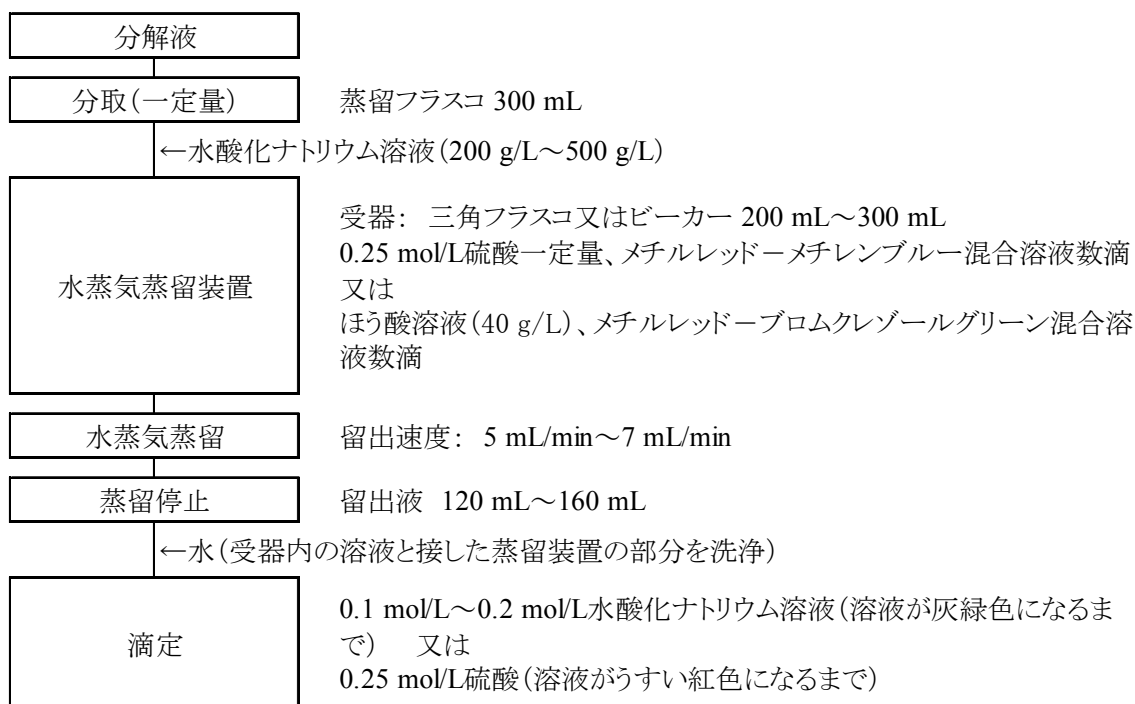 分解液
分取(一定量) 蒸留フラスコ 300 mL
←水酸化ナトリウム溶液(200 g/L～500 g/L)
水蒸気蒸留装置
受器: 三角フラスコ又はビーカー 200 mL～300 mL
0.25 mol/L硫酸一定量、メチルレッド－メチレンブルー混合溶液数滴
又は
ほう酸溶液(40 g/L)、メチルレッド－ブロムクレゾールグリーン混合溶
液数滴
水蒸気蒸留 留出速度: 5 mL/min～7 mL/min
蒸留停止 留出液 120 mL～160 mL
←水(受器内の溶液と接した蒸留装置の部分を洗浄)
滴定
0.1 mol/L～0.2 mol/L水酸化ナトリウム溶液(溶液が灰緑色になるま
で) 又は
0.25 mol/L硫酸(溶液がうすい紅色になるまで)